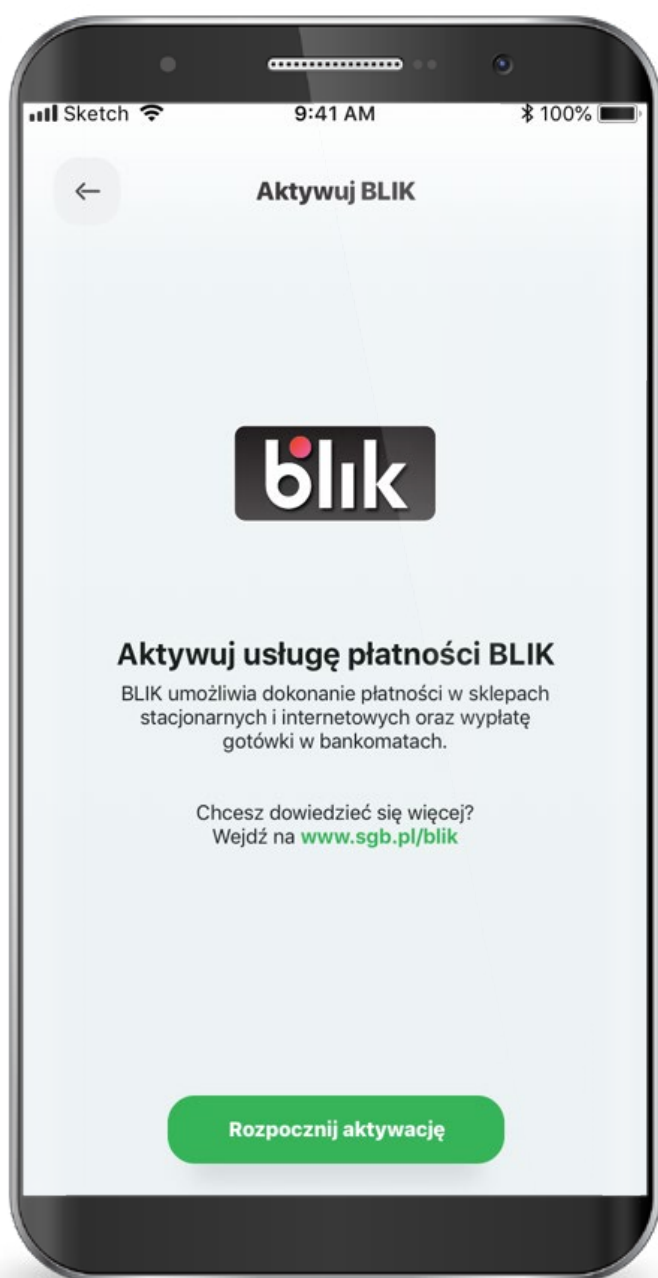 Sketch 9:41 AM 100%
Aktywuj BLIK
blik
Aktywuj usługę płatności BLIK
BLIK umożliwia dokonanie płatności w sklepach
stacjonarnych i internetowych oraz wypłatę
gotówki w bankomatach.
Chcesz dowiedzieć się więcej?
Wejdź na www.sgb.pl/blik
Rozpocznij aktywację